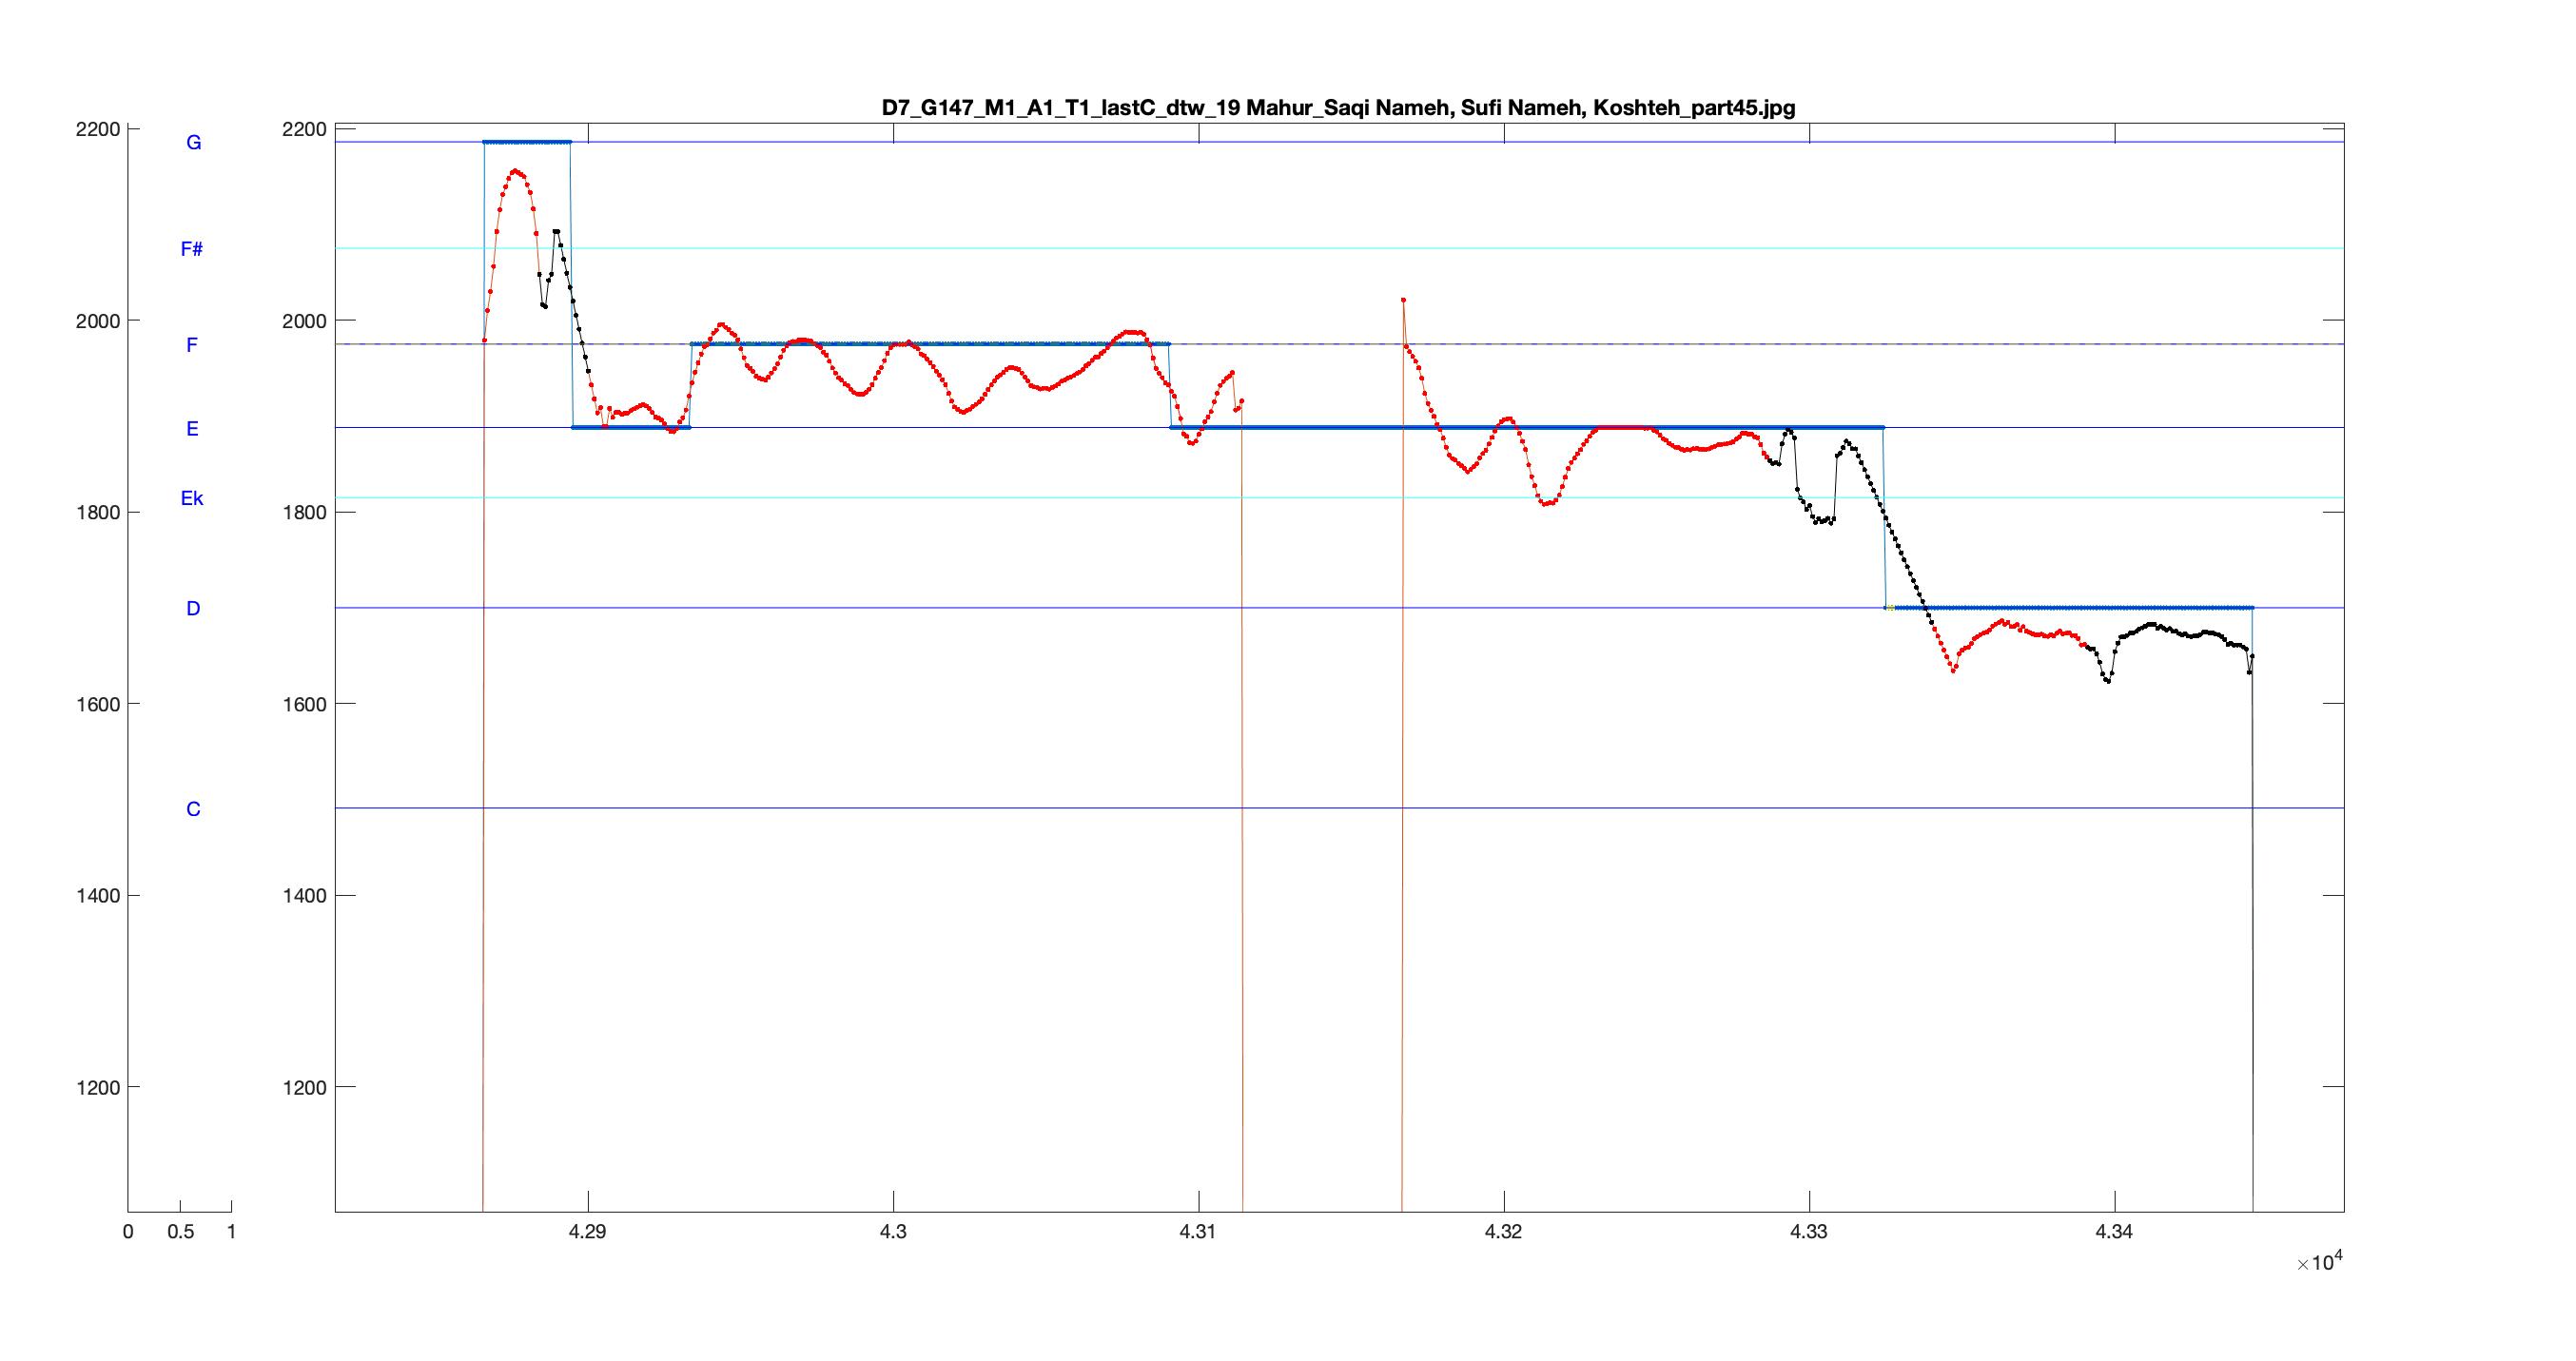 D7_G147_M1_A1_T1_lastC_dtw_19 Mahur_Saqi Nameh, Sufi Nameh, Koshteh_part45.jpg
2200 G 2200
F#
2000 2000
F
E
Ek
1800 1800
D
1600 1600
C
1400 1400
1200 1200
0 0.5 1 4.29 4.3 4.31 4.32 4.33 4.34
×10^4